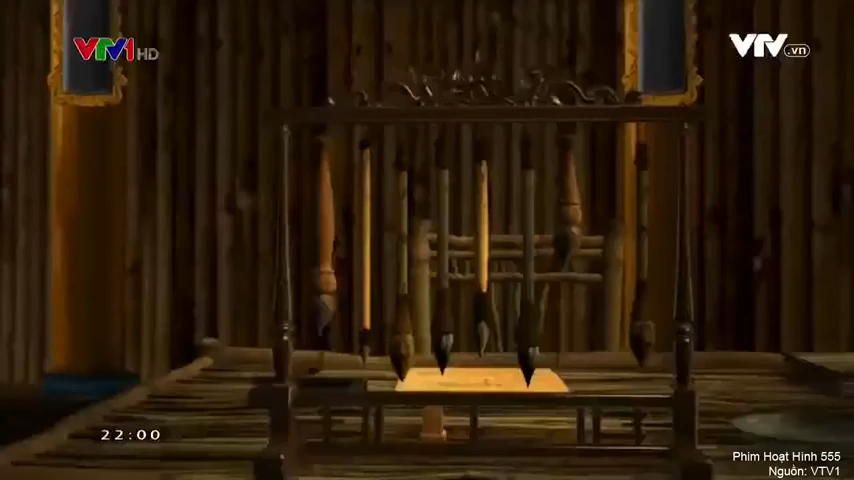 VTV1 HD
VTV.vn
22:00
Phim Hoạt Hình 555
Nguồn: VTV1